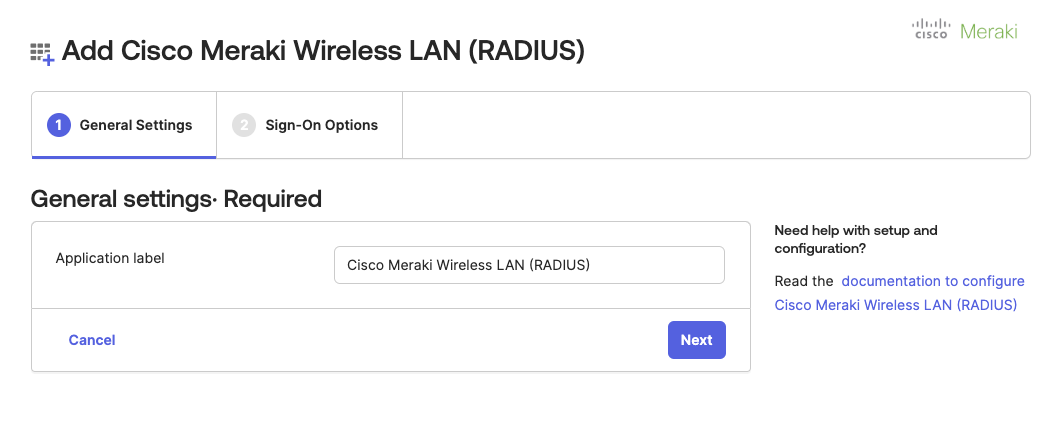 cisco Meraki
Add Cisco Meraki Wireless LAN (RADIUS)
1 General Settings
2 Sign-On Options
General settings· Required
Application label
Cisco Meraki Wireless LAN (RADIUS)
Cancel
Next
Need help with setup and
configuration?
Read the documentation to configure
Cisco Meraki Wireless LAN (RADIUS)